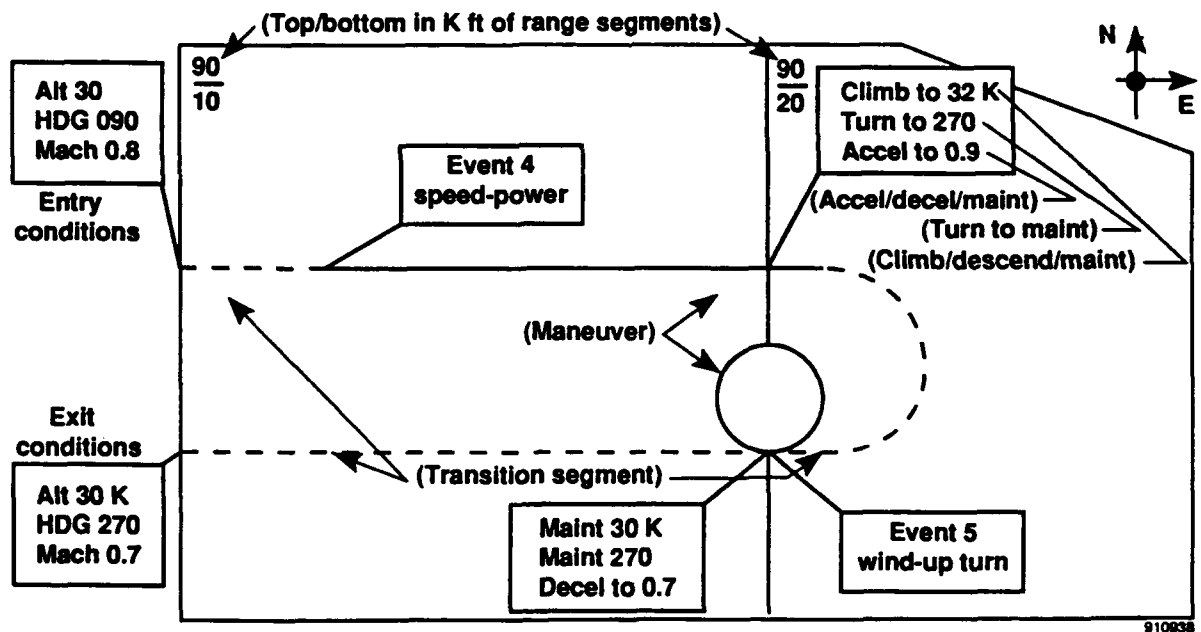 (Top/bottom in K ft of range segments)
N
E
90
10
90
20
Alt 30
HDG 090
Mach 0.8
Entry
conditions
Climb to 32 K
Turn to 270
Accel to 0.9
Event 4
speed-power
(Accel/decel/maint)
(Turn to maint)
(Climb/descend/maint)
(Maneuver)
Exit
conditions
Alt 30 K
HDG 270
Mach 0.7
(Transition segment)
Maint 30 K
Maint 270
Decel to 0.7
Event 5
wind-up turn
910938